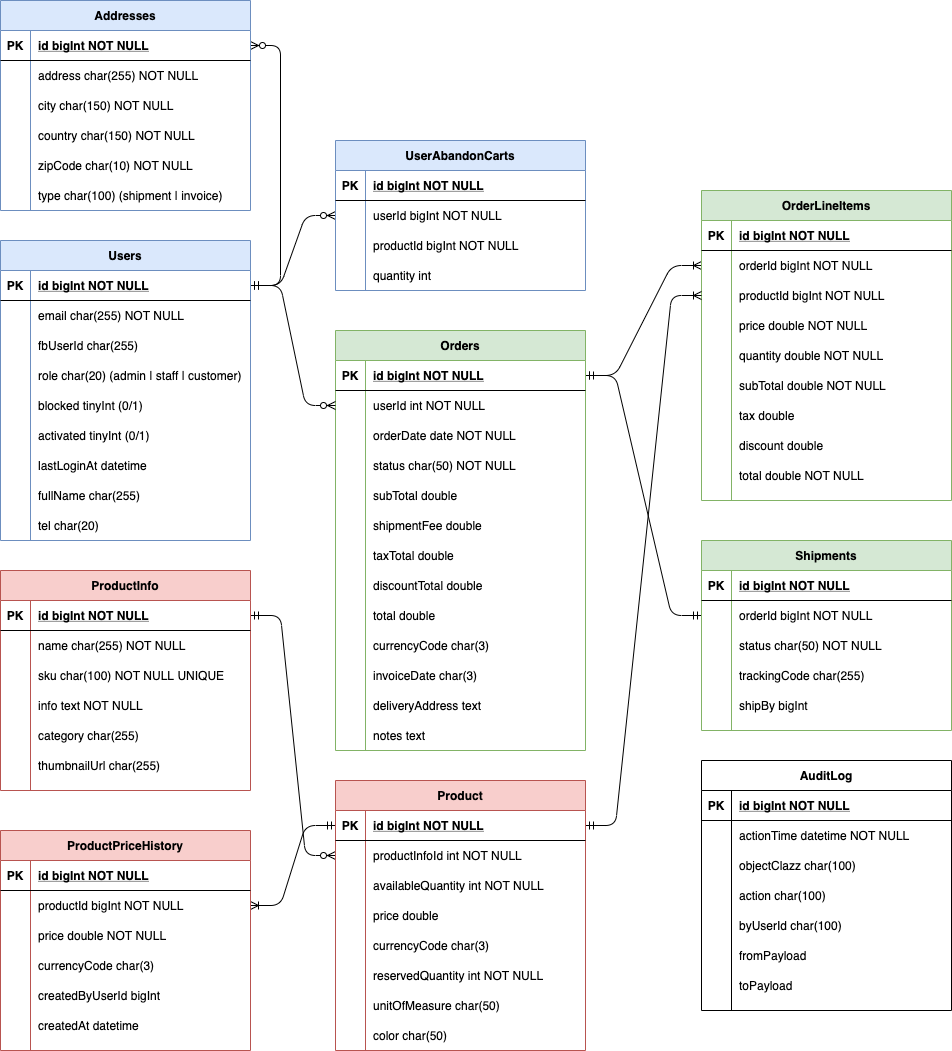 Addresses
PK id bigInt NOT NULL
address char(255) NOT NULL
city char(150) NOT NULL
country char(150) NOT NULL
zipCode char(10) NOT NULL
type char(100) (shipment | invoice)
Users
PK id bigInt NOT NULL
email char(255) NOT NULL
fbUserId char(255)
role char(20) (admin | staff | customer)
blocked tinyInt (0/1)
activated tinyInt (0/1)
lastLoginAt datetime
fullName char(255)
tel char(20)
ProductInfo
PK id bigInt NOT NULL
name char(255) NOT NULL
sku char(100) NOT NULL UNIQUE
info text NOT NULL
category char(255)
thumbnailUrl char(255)
ProductPriceHistory
PK id bigInt NOT NULL
productId bigInt NOT NULL
price double NOT NULL
currencyCode char(3)
createdByUserId bigInt
createdAt datetime
UserAbandonCarts
PK id bigInt NOT NULL
userId bigInt NOT NULL
productId bigInt NOT NULL
quantity int
Orders
PK id bigInt NOT NULL
userId int NOT NULL
orderDate date NOT NULL
status char(50) NOT NULL
subTotal double
shipmentFee double
taxTotal double
discountTotal double
total double
currencyCode char(3)
invoiceDate char(3)
deliveryAddress text
notes text
Product
PK id bigInt NOT NULL
productInfoId int NOT NULL
availableQuantity int NOT NULL
price double
currencyCode char(3)
reservedQuantity int NOT NULL
unitOfMeasure char(50)
color char(50)
OrderLineItems
PK id bigInt NOT NULL
orderId bigInt NOT NULL
productId bigInt NOT NULL
price double NOT NULL
quantity double NOT NULL
subTotal double NOT NULL
tax double
discount double
total double NOT NULL
Shipments
PK id bigInt NOT NULL
orderId bigInt NOT NULL
status char(50) NOT NULL
trackingCode char(255)
shipBy bigInt
AuditLog
PK id bigInt NOT NULL
actionTime datetime NOT NULL
objectClazz char(100)
action char(100)
byUserId char(100)
fromPayload
toPayload